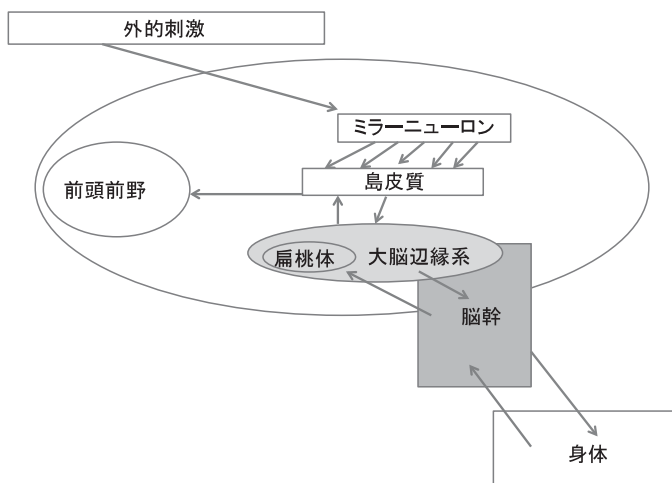 外的刺激
ミラーニューロン
島皮質
前頭前野
扁桃体
大脳辺縁系
脳幹
身体